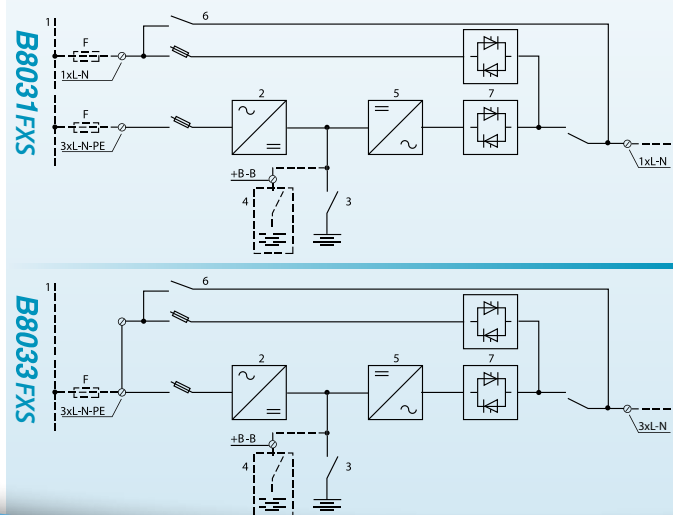 B8031FXS
1
6
F
1xL-N
F
3xL-N-PE
2
5
7
+B-B
4
3
1xL-N
B8033FXS
1
6
F
3xL-N-PE
2
5
7
+B-B
4
3
3xL-N